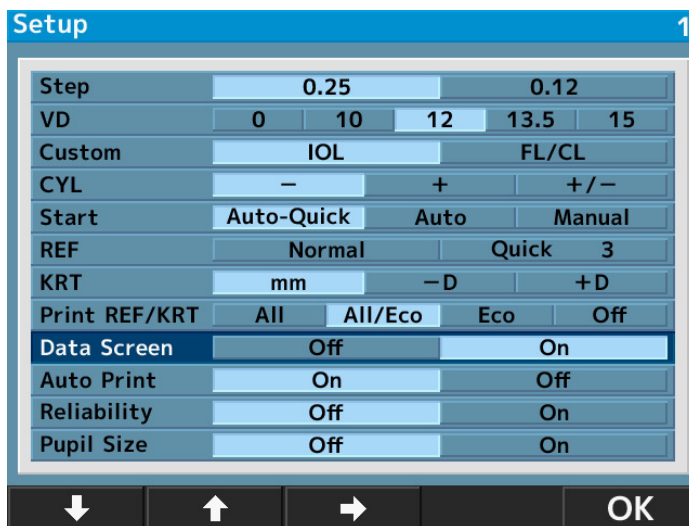 Setup 1
Step 0.25 0.12
VD 0 10 12 13.5 15
Custom IOL FL/CL
CYL − + +/−
Start Auto-Quick Auto Manual
REF Normal Quick 3
KRT mm −D +D
Print REF/KRT All All/Eco Eco Off
Data Screen Off On
Auto Print On Off
Reliability Off On
Pupil Size Off On
OK